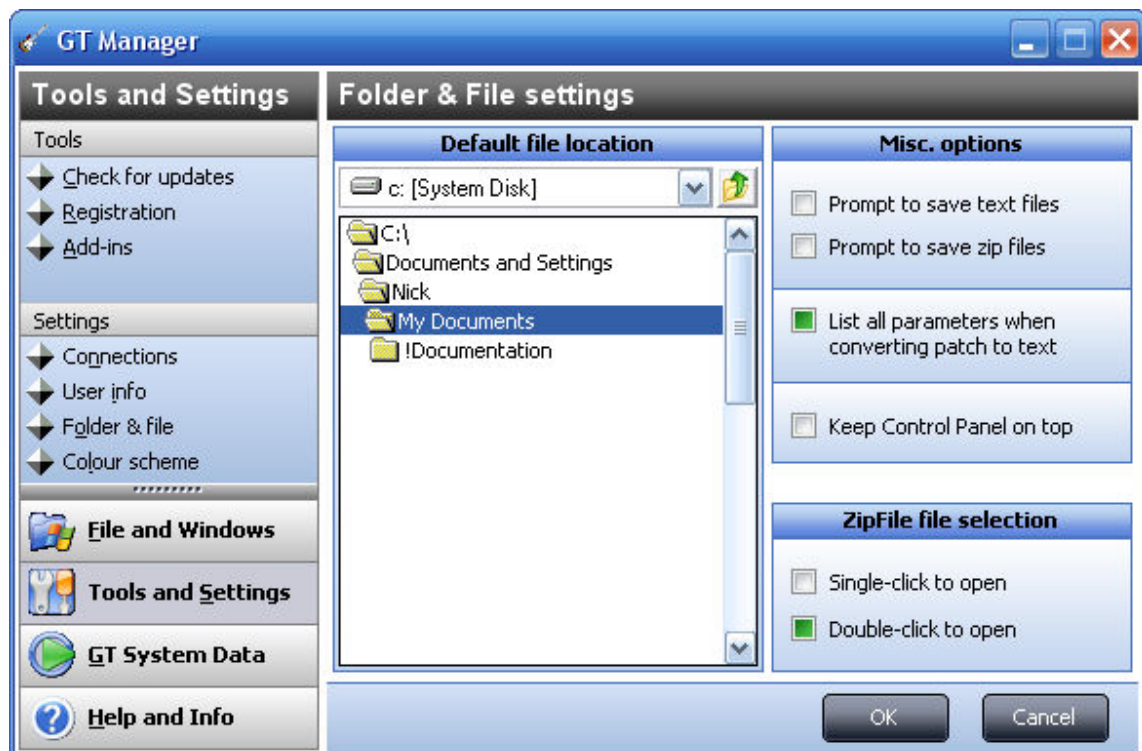 GT Manager
Tools and Settings
Tools
Check for updates
Registration
Add-ins
Settings
Connections
User info
Folder & file
Colour scheme
File and Windows
Tools and Settings
GT System Data
Help and Info
Folder & File settings
Default file location
c: [System Disk]
C:\
Documents and Settings
Nick
My Documents
!Documentation
Misc. options
Prompt to save text files
Prompt to save zip files
List all parameters when
converting patch to text
Keep Control Panel on top
ZipFile file selection
Single-click to open
Double-click to open
OK
Cancel